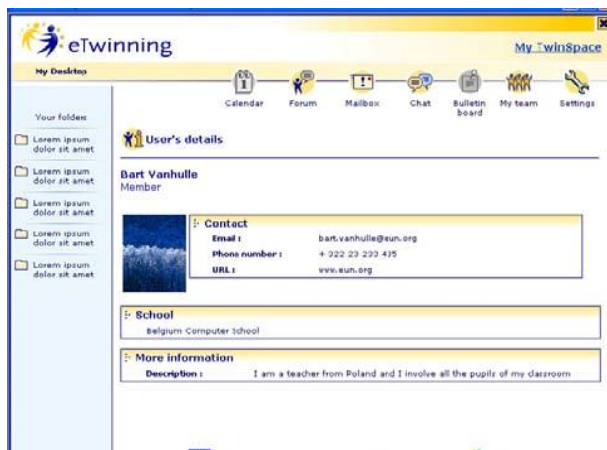 eTwinning
My TwinSpace
My Desktop
1
Calendar
Forum
Mailbox
Chat
Bulletin board
My team
Settings
Your folders
Lorem ipsum
dolor sit amet
Lorem ipsum
dolor sit amet
Lorem ipsum
dolor sit amet
Lorem ipsum
dolor sit amet
Lorem ipsum
dolor sit amet
User's details
Bart Vanhulle
Member
Contact
Email : bart.vanhulle@eun.org
Phone number : + 322 23 233 435
URL : www.eun.org
School
Belgium Computer School
More information
Description : I am a teacher from Poland and I involve all the pupils of my classroom